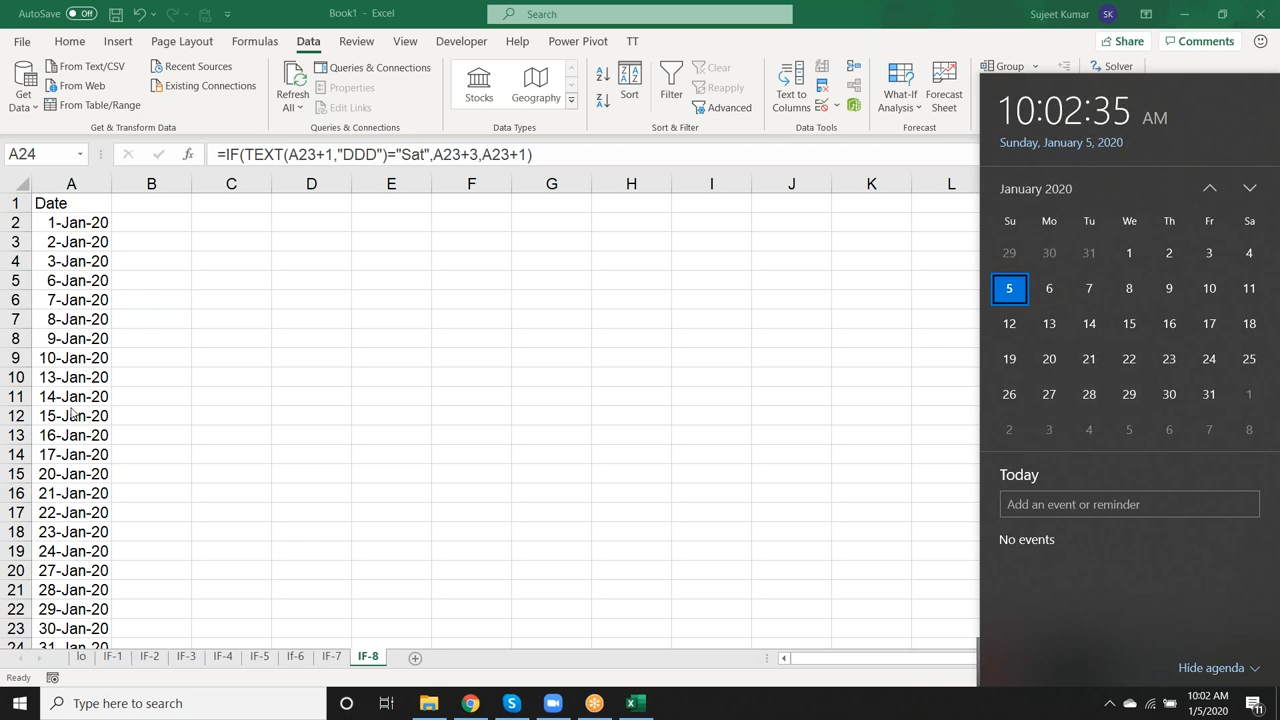 AutoSave Off Book1 - Excel Search Sujeet Kumar SK
File Home Insert Page Layout Formulas Data Review View Developer Help Power Pivot TT Share Comments
Get Data From Text/CSV Recent Sources
From Web Existing Connections
From Table/Range
Get & Transform Data
Refresh All Queries & Connections
Properties
Edit Links
Queries & Connections
Stocks Geography
Data Types
Sort Filter Clear
Reapply
Advanced
Sort & Filter
Text to Columns
Data Tools
What-If Analysis Forecast Sheet
Forecast
Group Solver
A24 fx =IF(TEXT(A23+1,"DDD")="Sat",A23+3,A23+1)
A B C D E F G H I J K L
1 Date
2 1-Jan-20
3 2-Jan-20
4 3-Jan-20
5 6-Jan-20
6 7-Jan-20
7 8-Jan-20
8 9-Jan-20
9 10-Jan-20
10 13-Jan-20
11 14-Jan-20
12 15-Jan-20
13 16-Jan-20
14 17-Jan-20
15 20-Jan-20
16 21-Jan-20
17 22-Jan-20
18 23-Jan-20
19 24-Jan-20
20 27-Jan-20
21 28-Jan-20
22 29-Jan-20
23 30-Jan-20
24 31-Jan-20
Io IF-1 IF-2 IF-3 IF-4 IF-5 If-6 IF-7 IF-8
Ready
10:02:35 AM
Sunday, January 5, 2020
January 2020
Su Mo Tu We Th Fr Sa
29 30 31 1 2 3 4
5 6 7 8 9 10 11
12 13 14 15 16 17 18
19 20 21 22 23 24 25
26 27 28 29 30 31 1
2 3 4 5 6 7 8
Today
Add an event or reminder
No events
Hide agenda
Type here to search
10:02 AM
1/5/2020
11